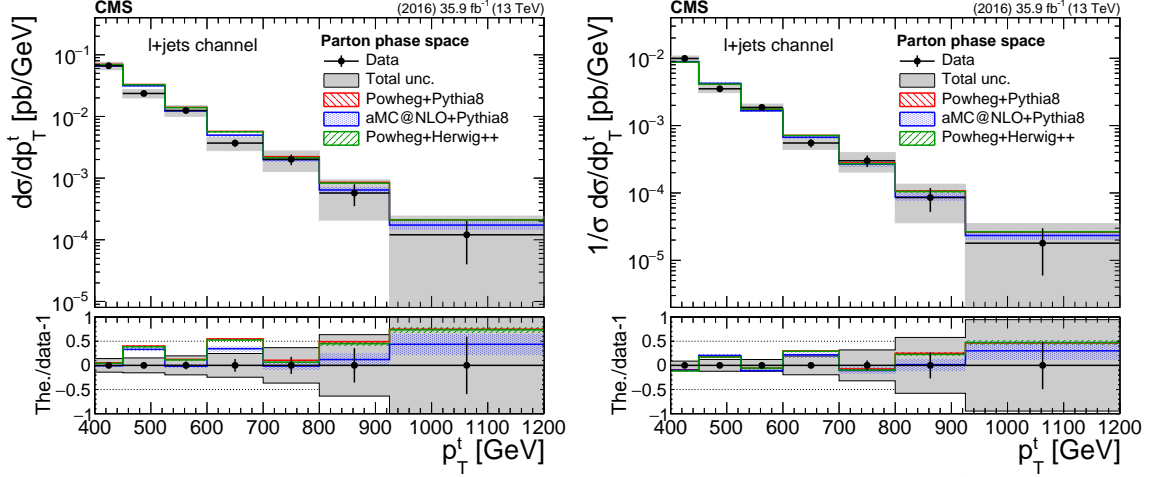 CMS
(2016) 35.9 fb⁻¹ (13 TeV)
l+jets channel
Parton phase space
Data
Total unc.
Powheg+Pythia8
aMC@NLO+Pythia8
Powheg+Herwig++
dσ/dp_T^t [pb/GeV]
10⁻¹
10⁻²
10⁻³
10⁻⁴
10⁻⁵
The./data-1
1
0.5
0
−0.5
−1
400 500 600 700 800 900 1000 1100 1200
p_T^t [GeV]
CMS
(2016) 35.9 fb⁻¹ (13 TeV)
l+jets channel
Parton phase space
Data
Total unc.
Powheg+Pythia8
aMC@NLO+Pythia8
Powheg+Herwig++
1/σ dσ/dp_T^t [pb/GeV]
10⁻²
10⁻³
10⁻⁴
10⁻⁵
The./data-1
1
0.5
0
−0.5
−1
400 500 600 700 800 900 1000 1100 1200
p_T^t [GeV]